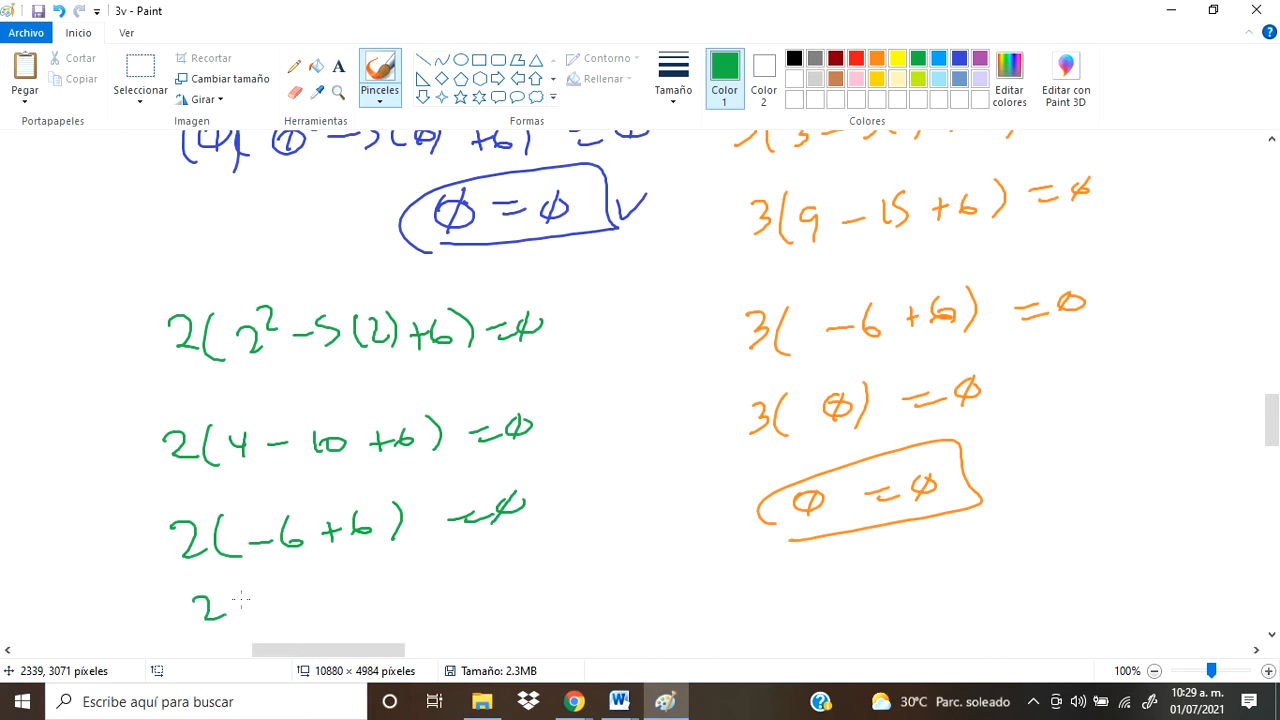 3v - Paint
Archivo
Inicio
Ver
Pegar
Cortar
Copiar
Portapapeles
Seleccionar
Recortar
Cambiar tamaño
Girar
Imagen
Herramientas
Pinceles
Contorno
Rellenar
Formas
Tamaño
Color 1
Color 2
Editar colores
Editar con Paint 3D
Colores
∅ = ∅ ✓
2(2² -5(2)+6)=∅
2(4 - 10 +6) =∅
2(-6 +6) =∅
2
3(9 - 15 +6) =∅
3( -6 +6) =∅
3( ∅) =∅
∅ =∅
2339, 3071 píxeles
10880 × 4984 píxeles
Tamaño: 2.3MB
100%
Escribe aquí para buscar
30°C Parc. soleado
10:29 a. m.
01/07/2021